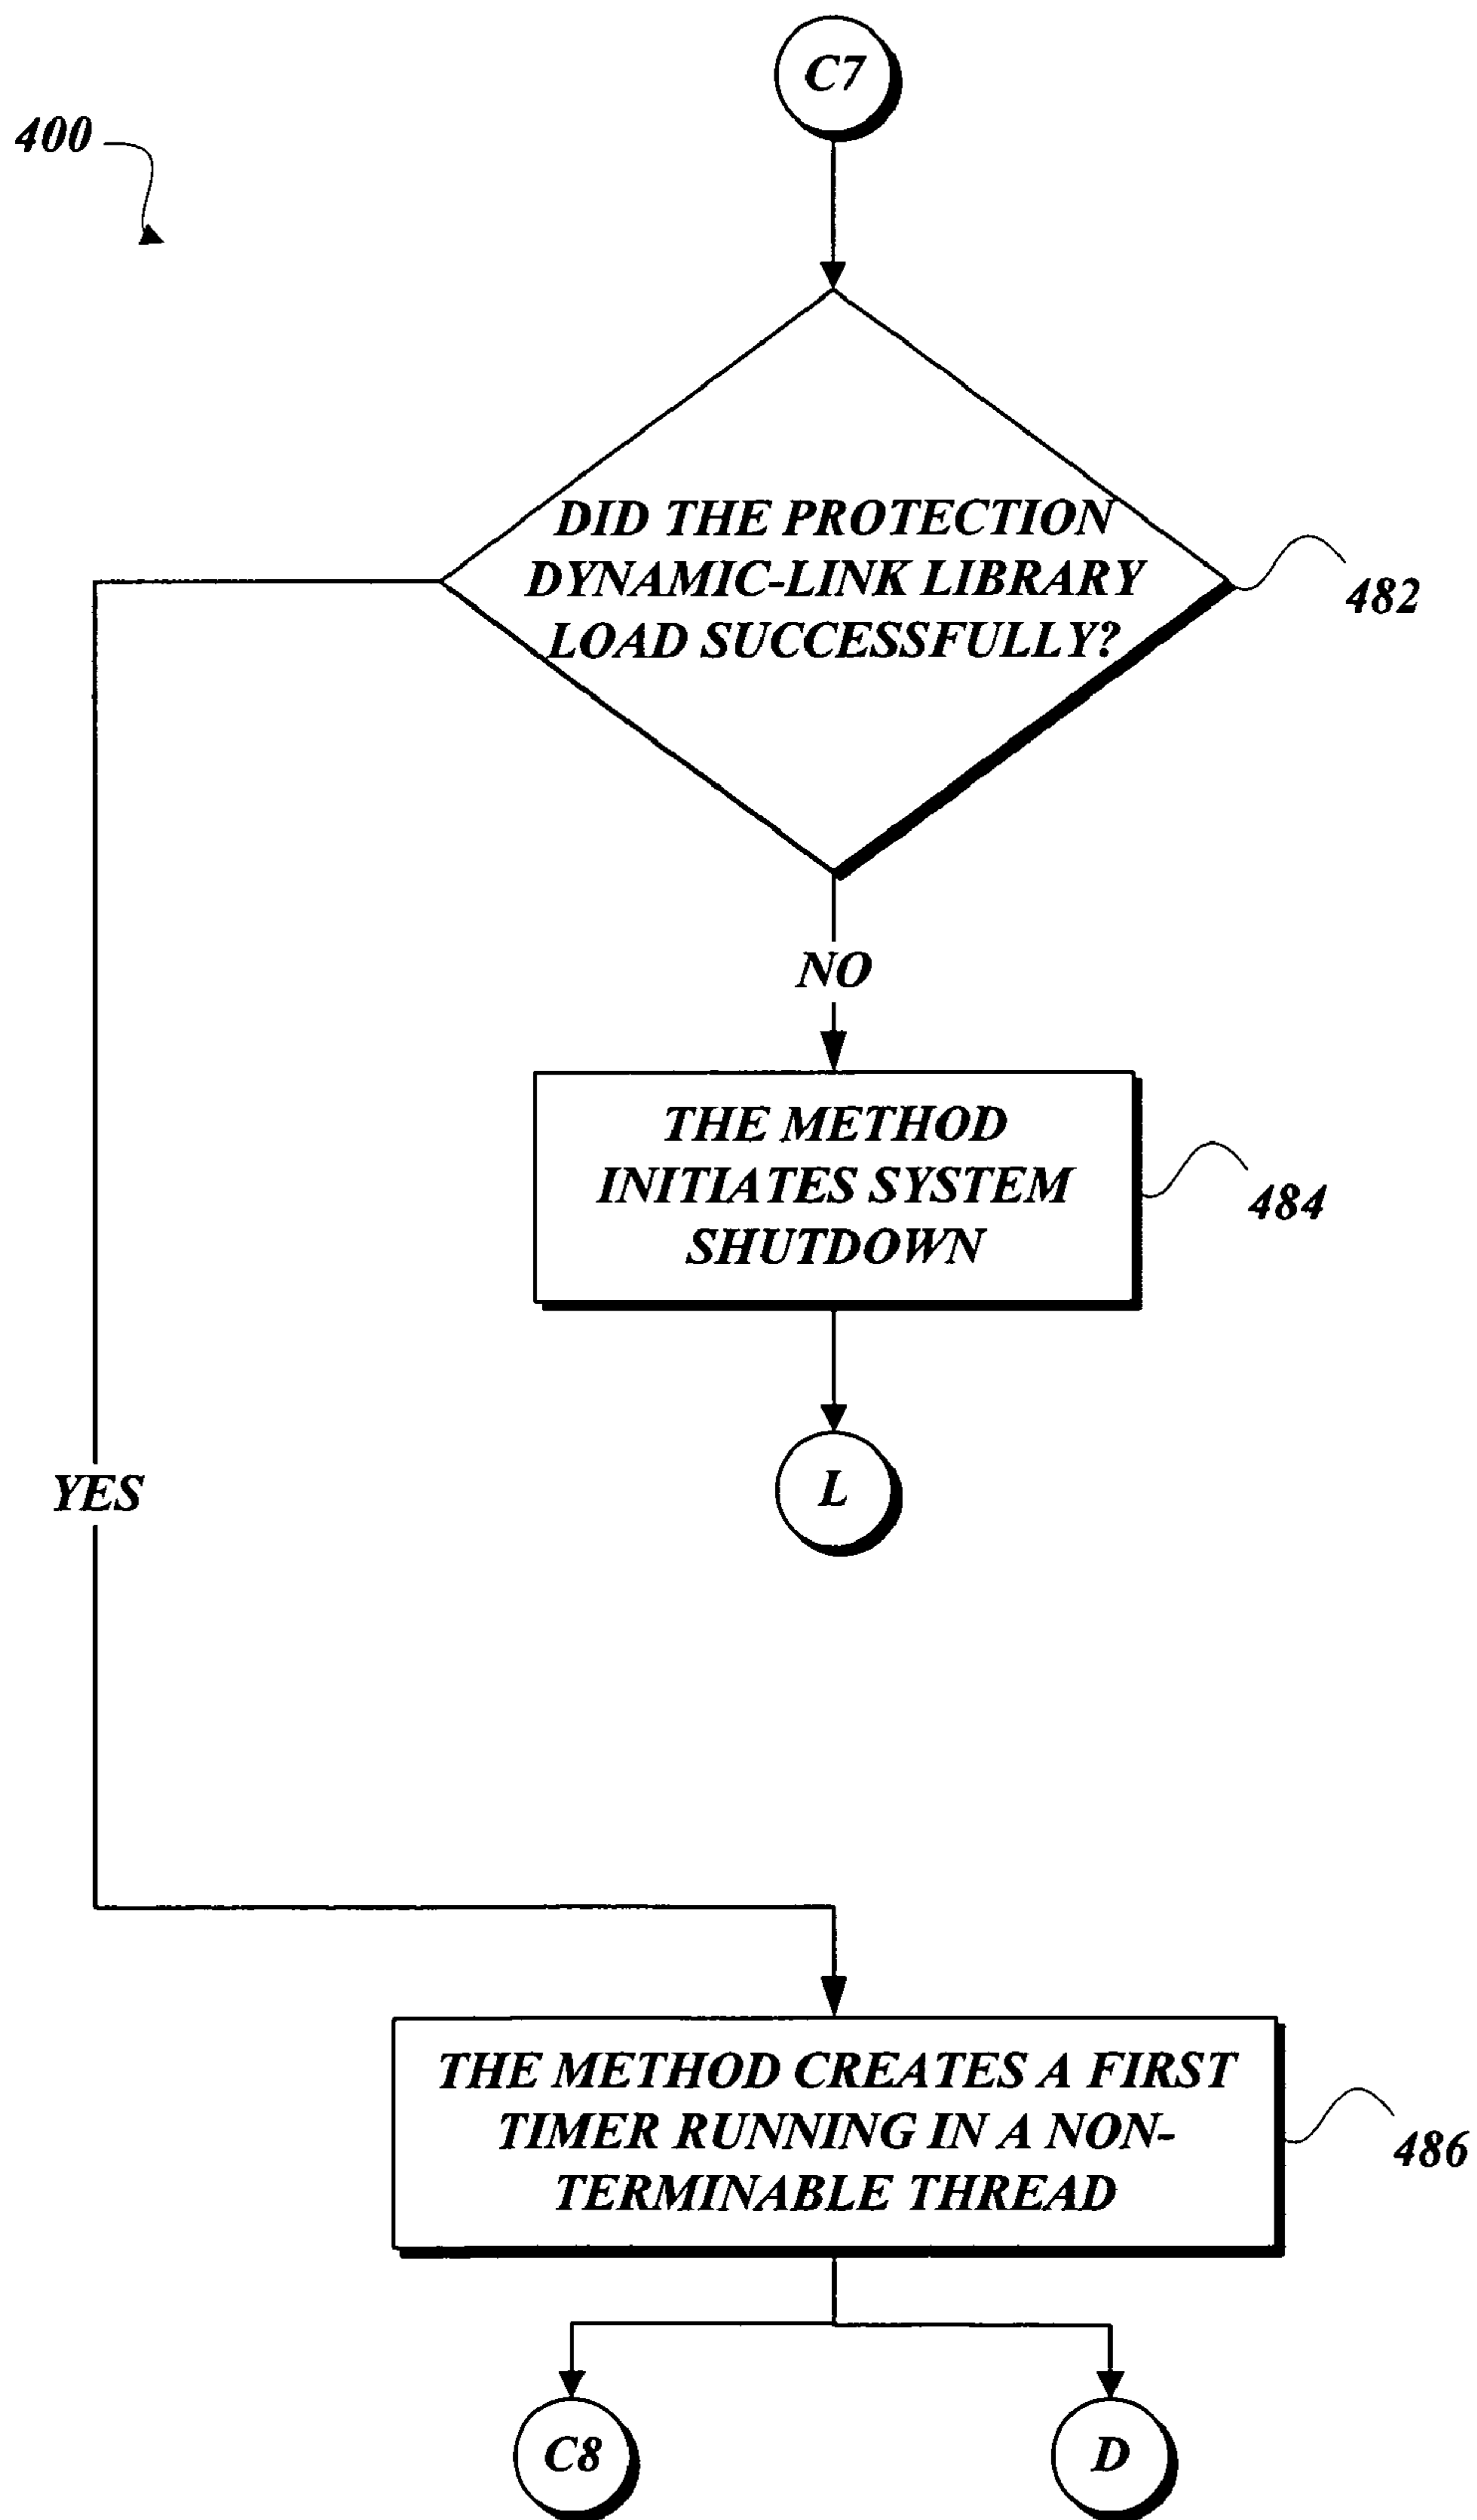 C7
400
DID THE PROTECTION
DYNAMIC-LINK LIBRARY
LOAD SUCCESSFULLY?
482
NO
THE METHOD
INITIATES SYSTEM
SHUTDOWN
484
L
YES
THE METHOD CREATES A FIRST
TIMER RUNNING IN A NON-
TERMINABLE THREAD
486
C8
D